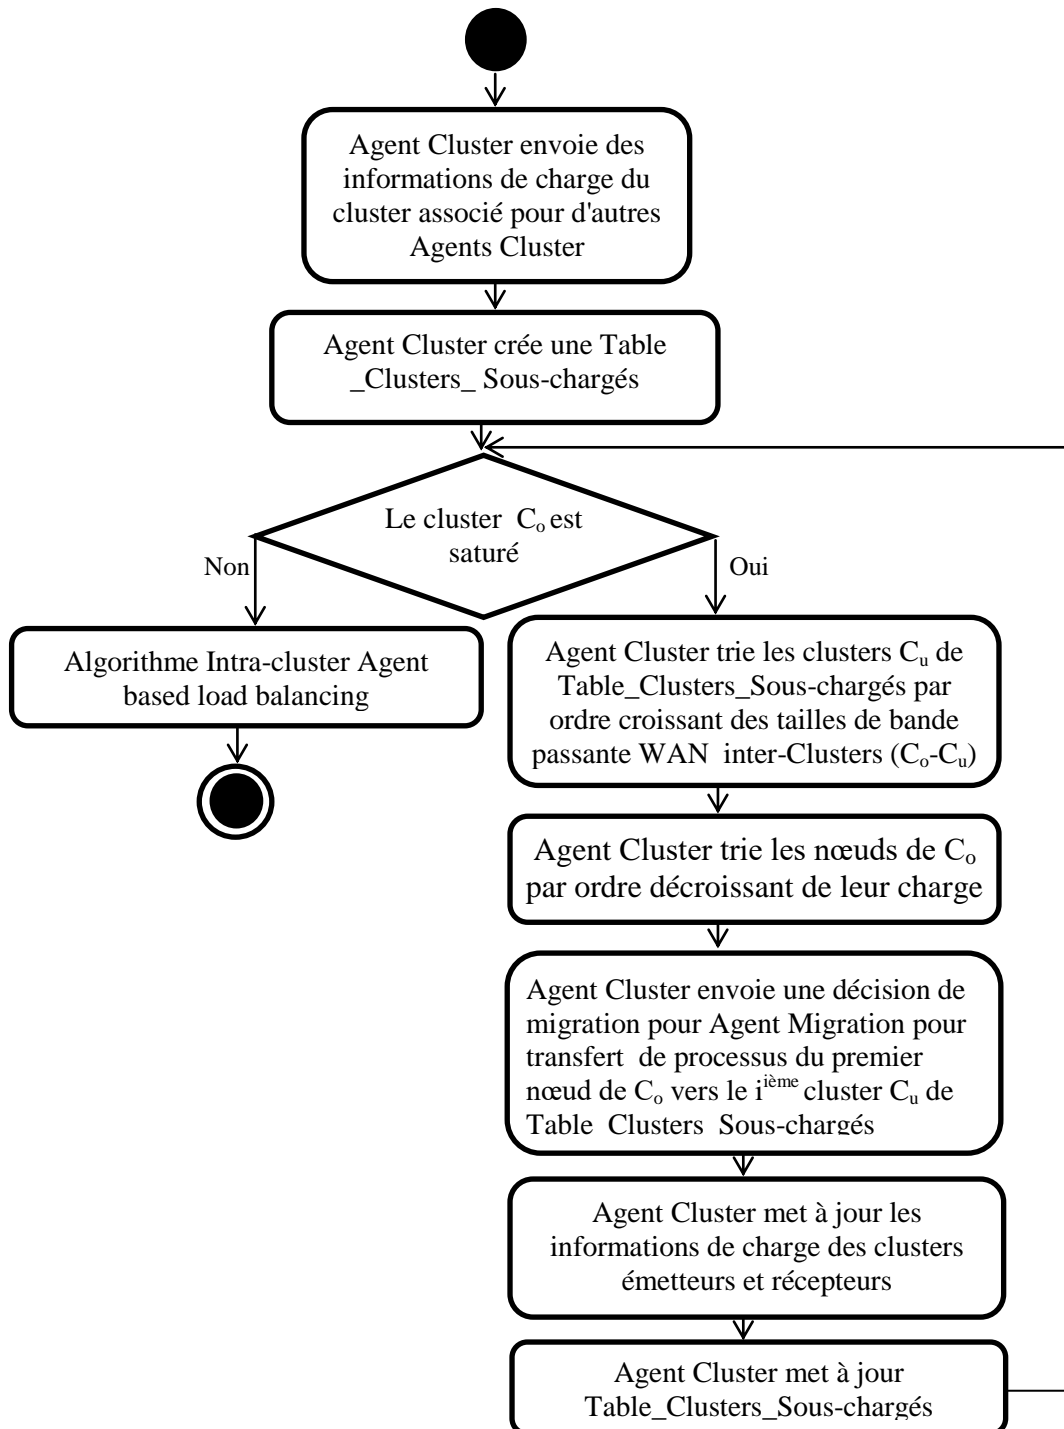 Agent Cluster envoie des
informations de charge du
cluster associé pour d'autres
Agents Cluster
Agent Cluster crée une Table
_Clusters_ Sous-chargés
Le cluster Co est
saturé
Non
Oui
Algorithme Intra-cluster Agent
based load balancing
Agent Cluster trie les clusters Cu de
Table_Clusters_Sous-chargés par
ordre croissant des tailles de bande
passante WAN inter-Clusters (Co-Cu)
Agent Cluster trie les nœuds de Co
par ordre décroissant de leur charge
Agent Cluster envoie une décision de
migration pour Agent Migration pour
transfert de processus du premier
nœud de Co vers le iième cluster Cu de
Table_Clusters_Sous-chargés
Agent Cluster met à jour les
informations de charge des clusters
émetteurs et récepteurs
Agent Cluster met à jour
Table_Clusters_Sous-chargés